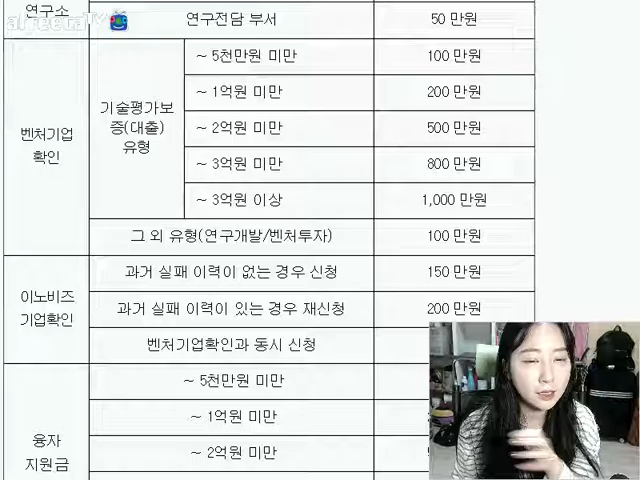 afreecaTV
연구소
연구전담 부서
50 만원
벤처기업
확인
기술평가보
증(대출)
유형
~ 5천만원 미만
100 만원
~ 1억원 미만
200 만원
~ 2억원 미만
500 만원
~ 3억원 미만
800 만원
~ 3억원 이상
1,000 만원
그 외 유형(연구개발/벤처투자)
100 만원
이노비즈
기업확인
과거 실패 이력이 없는 경우 신청
150 만원
과거 실패 이력이 있는 경우 재신청
200 만원
벤처기업확인과 동시 신청
융자
지원금
~ 5천만원 미만
~ 1억원 미만
~ 2억원 미만